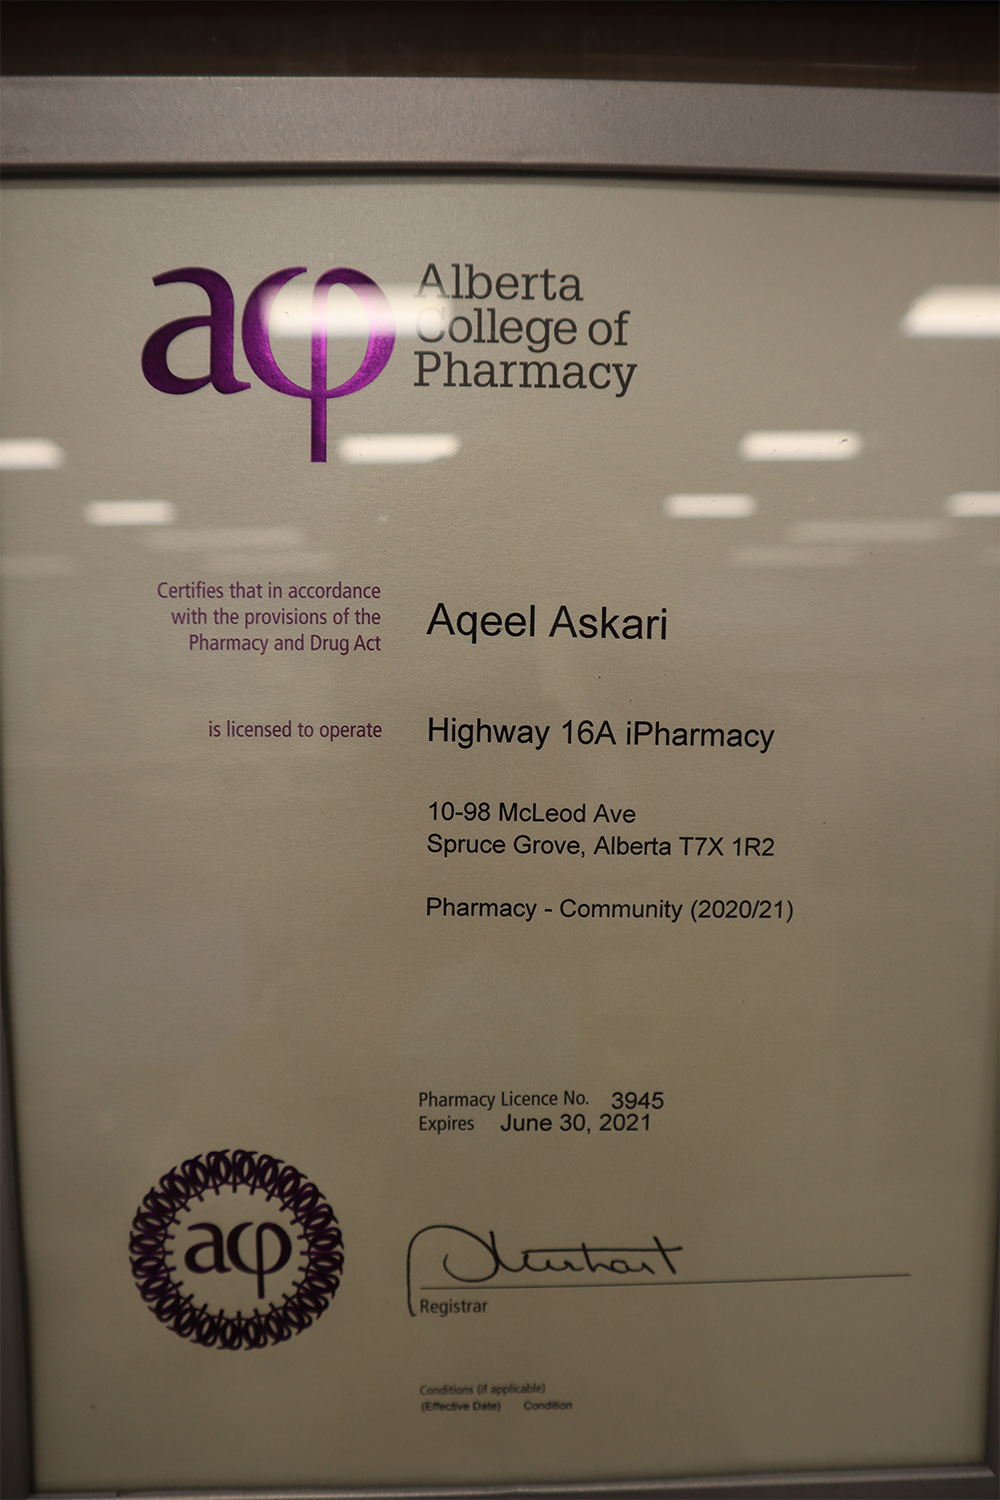 acp
Alberta
College of
Pharmacy
Certifies that in accordance
with the provisions of the
Pharmacy and Drug Act
Aqeel Askari
is licensed to operate
Highway 16A iPharmacy
10-98 McLeod Ave
Spruce Grove, Alberta T7X 1R2
Pharmacy - Community (2020/21)
Pharmacy Licence No. 3945
Expires June 30, 2021
acp
Registrar
Conditions (if applicable)
(Effective Date) Condition